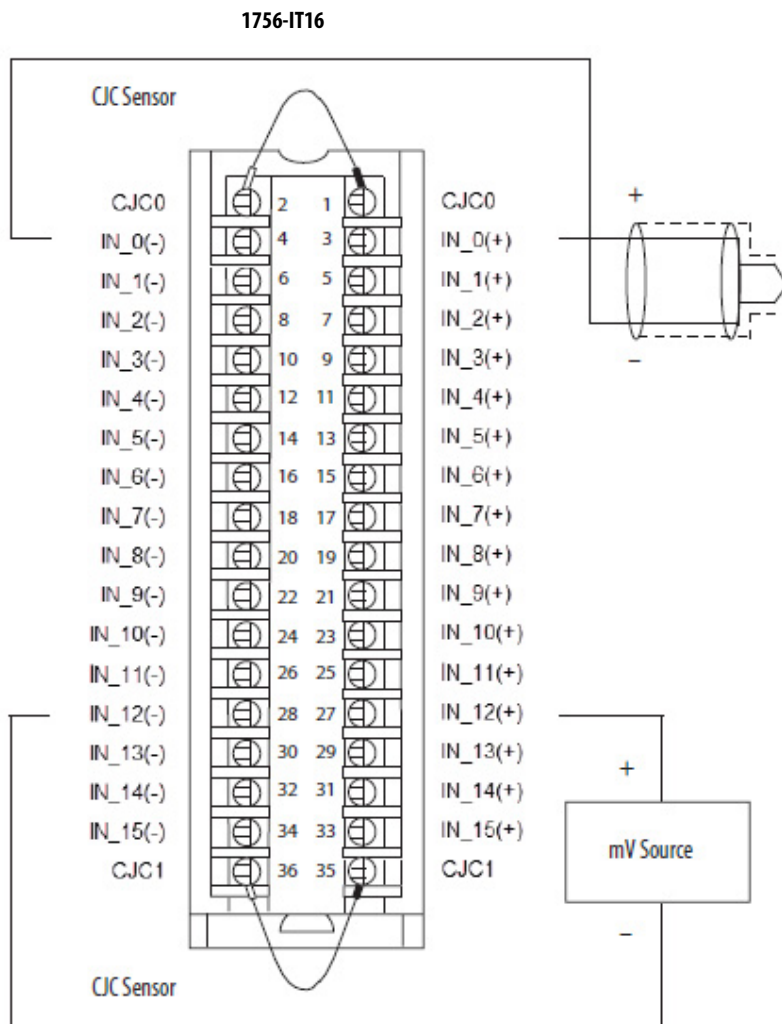 1756-IT16
CJC Sensor
CJC0 2 1 CJC0
+
IN_0(-) 4 3 IN_0(+)
IN_1(-) 6 5 IN_1(+)
IN_2(-) 8 7 IN_2(+)
IN_3(-) 10 9 IN_3(+)
–
IN_4(-) 12 11 IN_4(+)
IN_5(-) 14 13 IN_5(+)
IN_6(-) 16 15 IN_6(+)
IN_7(-) 18 17 IN_7(+)
IN_8(-) 20 19 IN_8(+)
IN_9(-) 22 21 IN_9(+)
IN_10(-) 24 23 IN_10(+)
IN_11(-) 26 25 IN_11(+)
IN_12(-) 28 27 IN_12(+)
IN_13(-) 30 29 IN_13(+)
+
IN_14(-) 32 31 IN_14(+)
IN_15(-) 34 33 IN_15(+)
mV Source
CJC1 36 35 CJC1
–
CJC Sensor